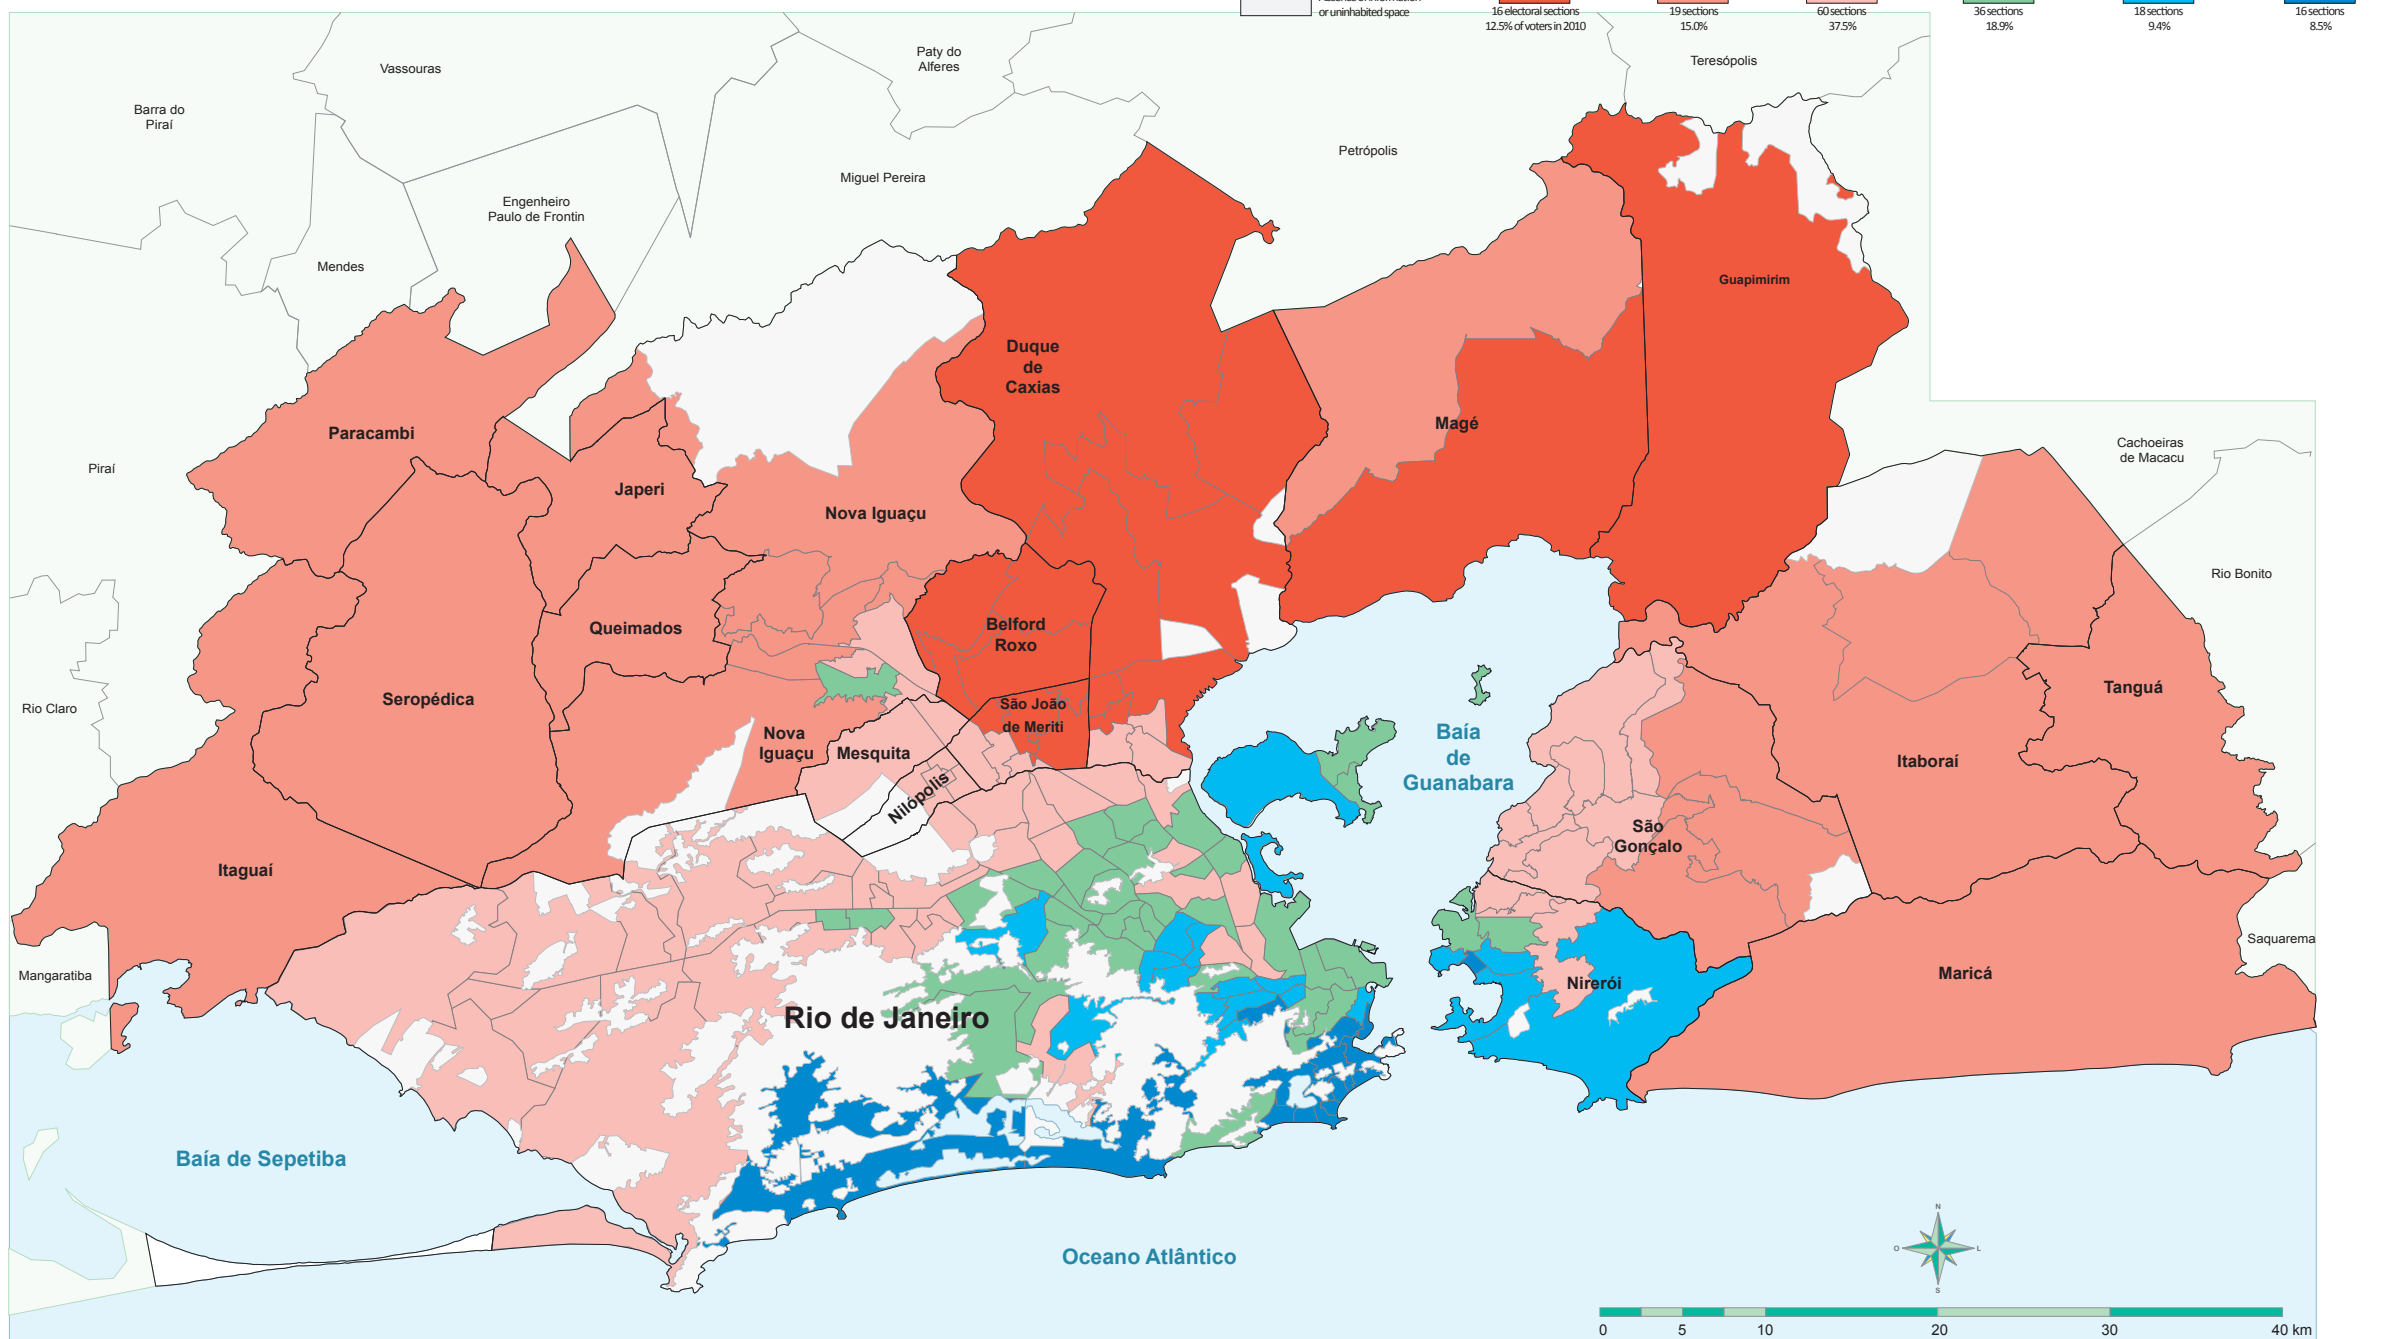 or uninhabited space
16 electoral sections
12.5% of voters in 2010
19 sections
15.0%
60 sections
37.5%
36 sections
18.9%
18 sections
9.4%
16 sections
8.5%
Vassouras
Paty do
Alferes
Teresópolis
Barra do
Piraí
Petrópolis
Miguel Pereira
Engenheiro
Paulo de Frontin
Mendes
Guapimirim
Duque
de
Caxias
Magé
Paracambi
Cachoeiras
de Macacu
Piraí
Japeri
Nova Iguaçu
Rio Bonito
Belford
Roxo
Queimados
Tanguá
Seropédica
São João
de Meriti
Rio Claro
Nova
Iguaçu
Mesquita
Baía
de
Guanabara
Itaboraí
Nilópolis
São
Gonçalo
Itaguaí
Saquarema
Mangaratiba
Maricá
Nirerói
Rio de Janeiro
Baía de Sepetiba
Oceano Atlântico
N
O
L
S
0
5
10
20
30
40 km